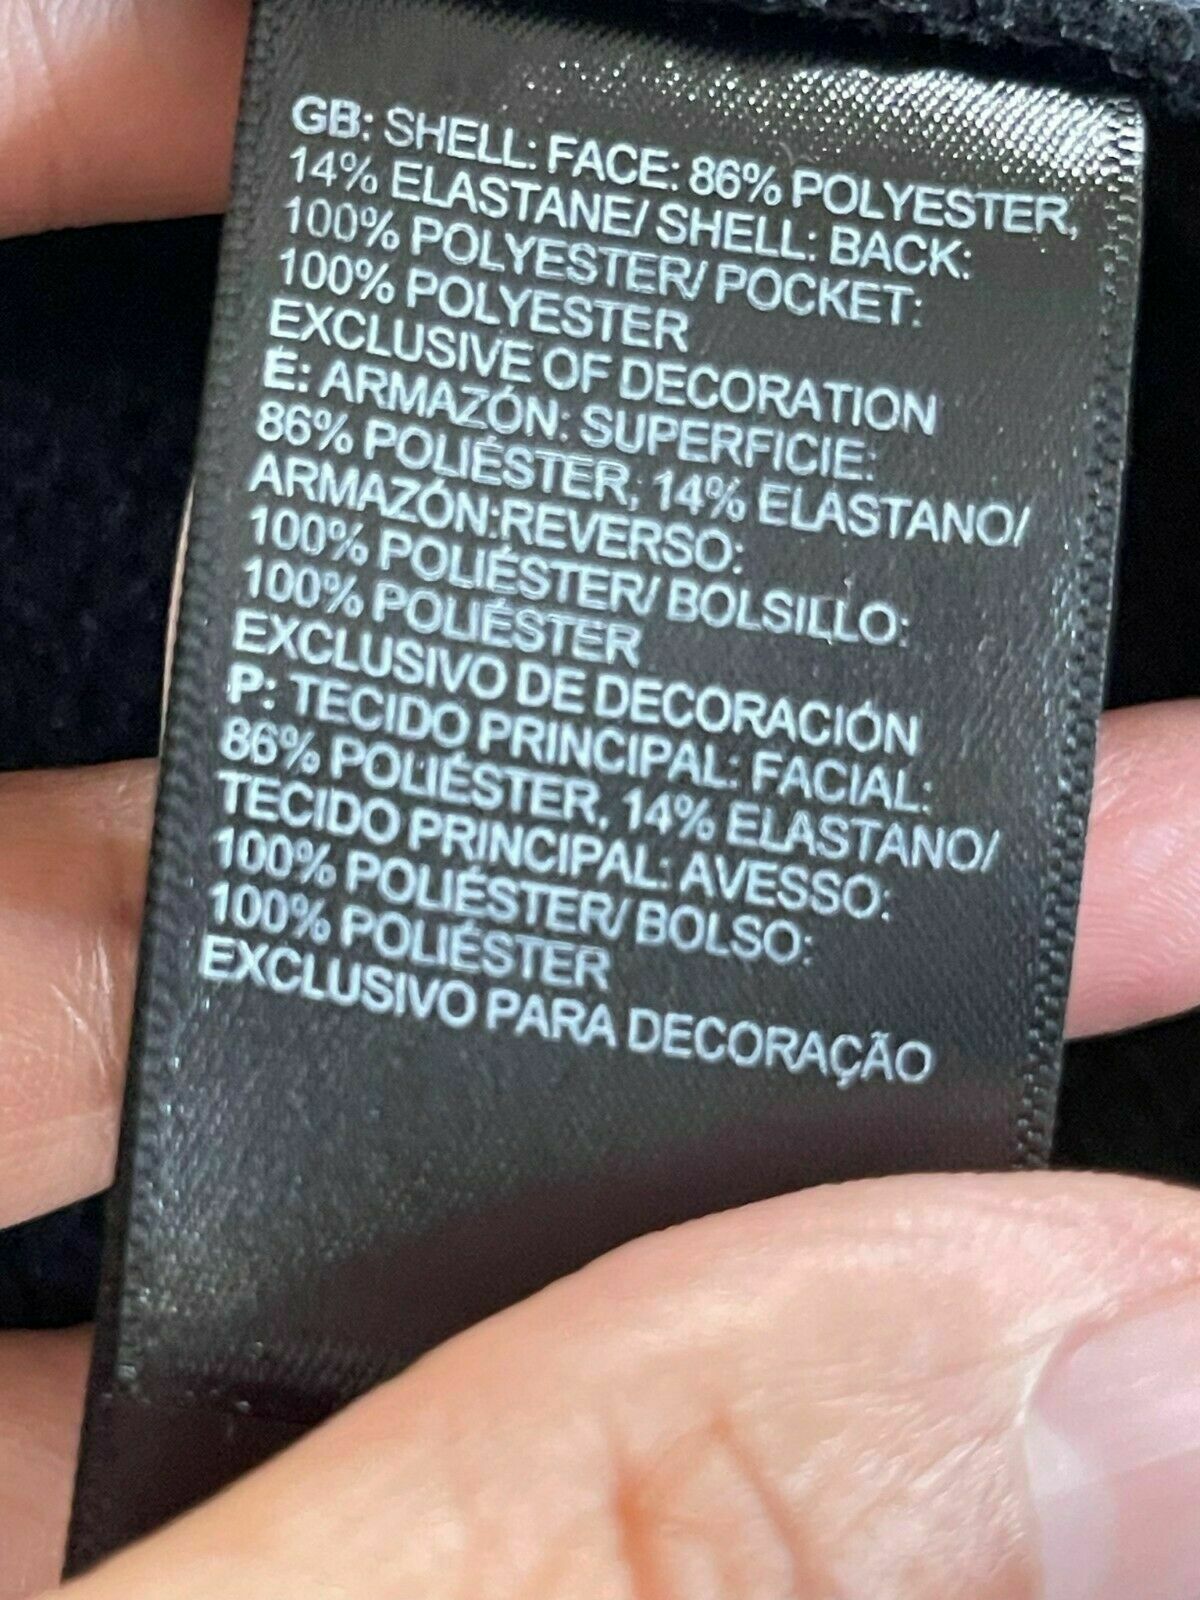 GB: SHELL: FACE: 86% POLYESTER,
14% ELASTANE/ SHELL: BACK:
100% POLYESTER/ POCKET:
100% POLYESTER
EXCLUSIVE OF DECORATION
E: ARMAZÓN: SUPERFICIE:
86% POLIÉSTER, 14% ELASTANO/
ARMAZÓN:REVERSO:
100% POLIÉSTER/ BOLSILLO:
100% POLIÉSTER
EXCLUSIVO DE DECORACIÓN
P: TECIDO PRINCIPAL: FACIAL:
86% POLIÉSTER, 14% ELASTANO/
TECIDO PRINCIPAL: AVESSO:
100% POLIÉSTER/ BOLSO:
100% POLIÉSTER
EXCLUSIVO PARA DECORAÇÃO